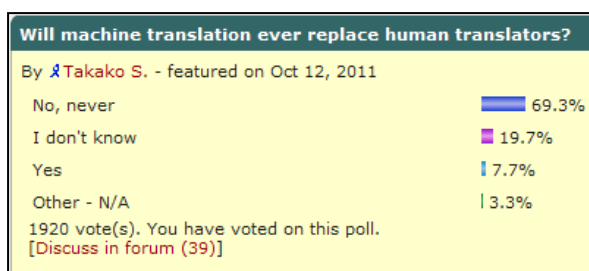 Will machine translation ever replace human translators?
By Takako S. - featured on Oct 12, 2011
No, never 69.3%
I don't know 19.7%
Yes 7.7%
Other - N/A 3.3%
1920 vote(s). You have voted on this poll.
[Discuss in forum (39)]